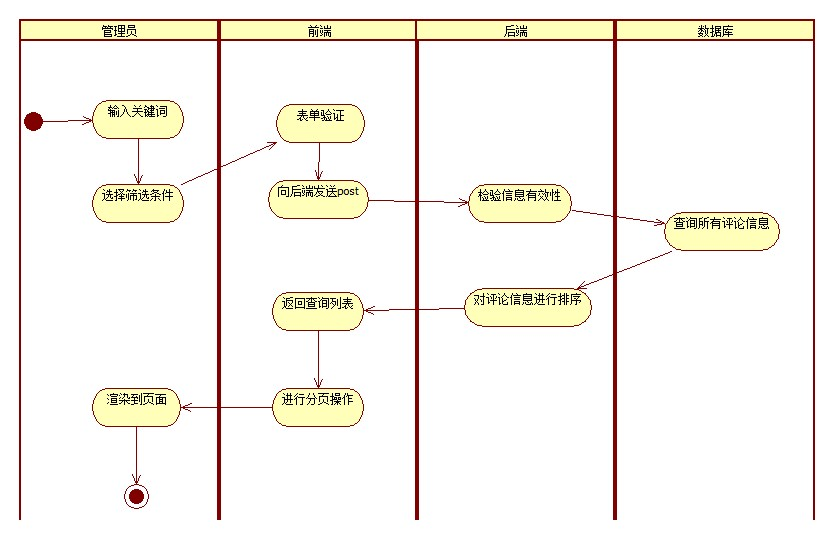 管理员
前端
后端
数据库
输入关键词
表单验证
选择筛选条件
向后端发送post
检验信息有效性
查询所有评论信息
返回查询列表
对评论信息进行排序
渲染到页面
进行分页操作